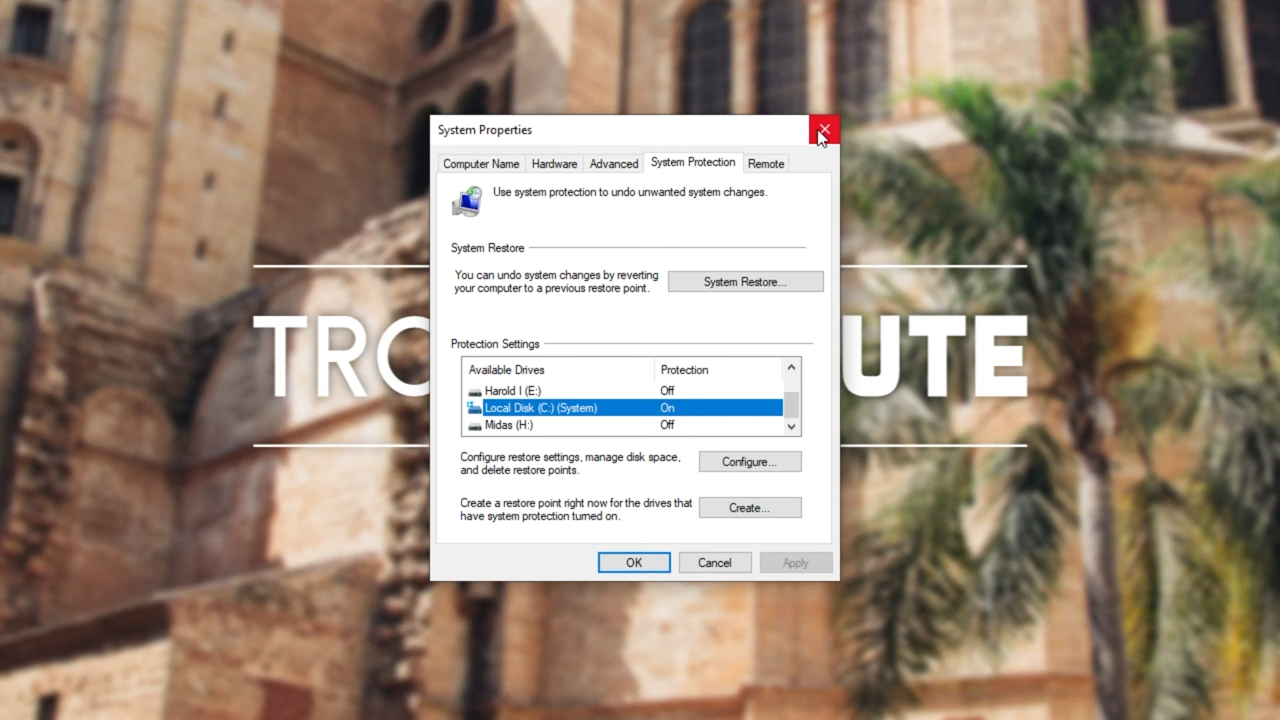 System Properties
Computer Name Hardware Advanced System Protection Remote
Use system protection to undo unwanted system changes.
System Restore
You can undo system changes by reverting
your computer to a previous restore point.
System Restore...
TRO UTE
Protection Settings
Available Drives Protection
Harold I (E:) Off
Local Disk (C:) (System) On
Midas (H:) Off
Configure restore settings, manage disk space,
and delete restore points.
Configure...
Create a restore point right now for the drives that
have system protection turned on.
Create...
OK Cancel Apply